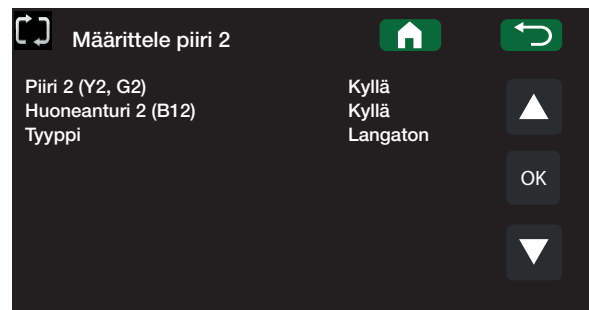 Määrittele piiri 2
Piiri 2 (Y2, G2) Kyllä
Huoneanturi 2 (B12) Kyllä
Tyyppi Langaton
OK